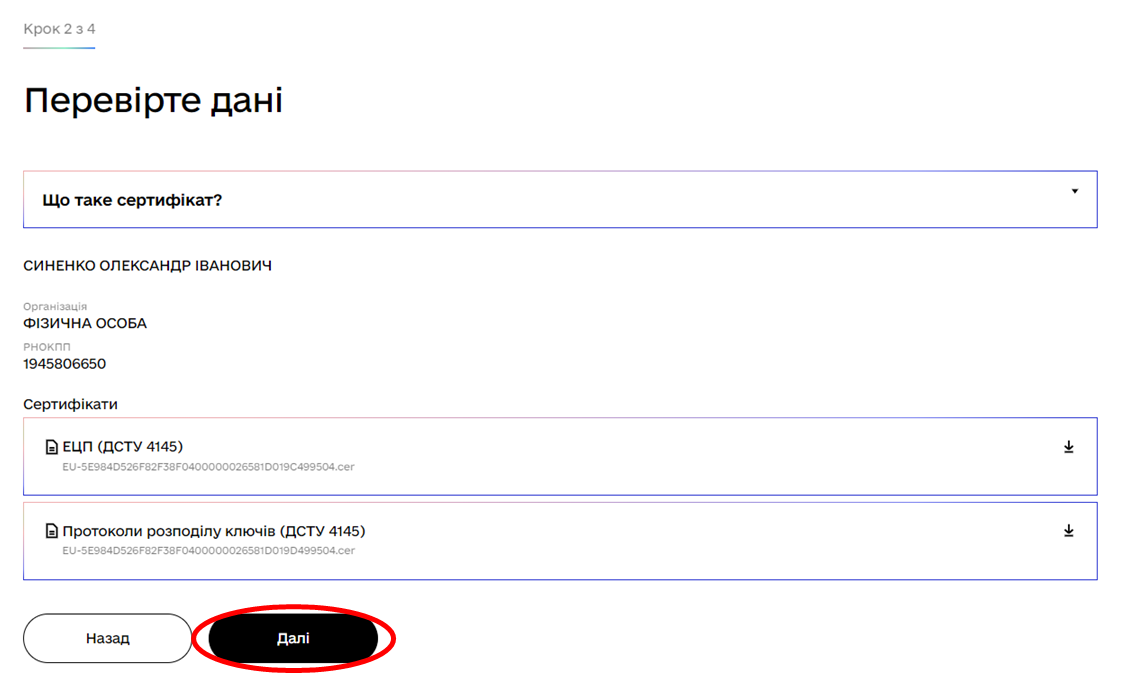 Крок 2 з 4
Перевірте дані
Що таке сертифікат?
СИНЕНКО ОЛЕКСАНДР ІВАНОВИЧ
Організація
ФІЗИЧНА ОСОБА
РНОКПП
1945806650
Сертифікати
ЕЦП (ДСТУ 4145)
EU-5E984D526F82F38F0400000026581D019C499504.cer
Протоколи розподілу ключів (ДСТУ 4145)
EU-5E984D526F82F38F0400000026581D019D499504.cer
Назад Далі